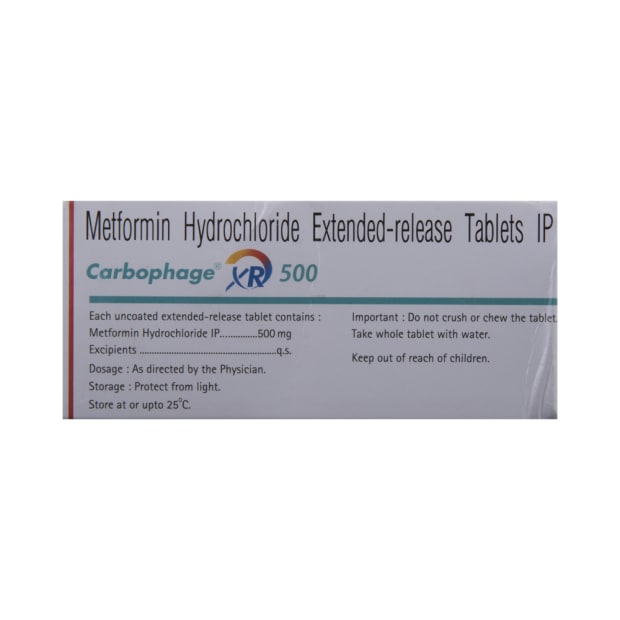 Metformin Hydrochloride Extended-release Tablets IP
Carbophage® XR 500
Each uncoated extended-release tablet contains :
Metformin Hydrochloride IP..............500 mg
Excipients ....................................................q.s.
Dosage : As directed by the Physician.
Storage : Protect from light.
Store at or upto 25°C.
Important : Do not crush or chew the tablet.
Take whole tablet with water.
Keep out of reach of children.